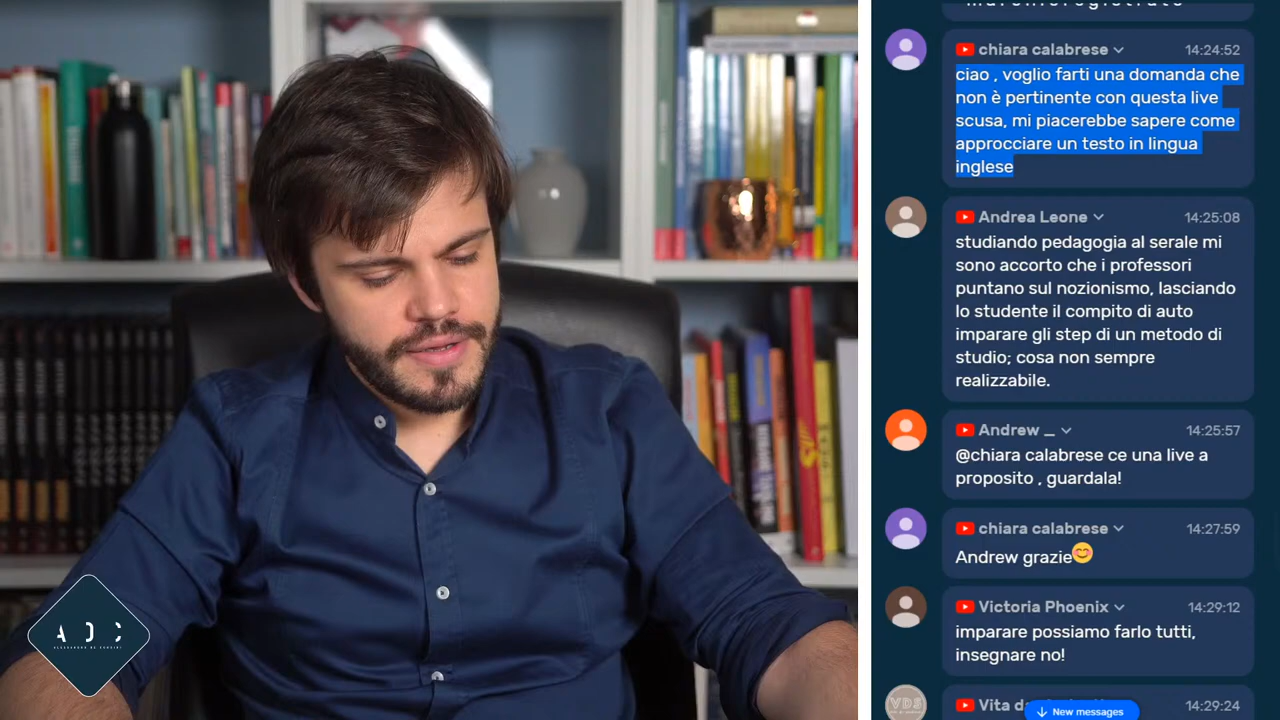 chiara calabrese
14:24:52
ciao , voglio farti una domanda che
non è pertinente con questa live
scusa, mi piacerebbe sapere come
approcciare un testo in lingua
inglese
Andrea Leone
14:25:08
studiando pedagogia al serale mi
sono accorto che i professori
puntano sul nozionismo, lasciando
lo studente il compito di auto
imparare gli step di un metodo di
studio; cosa non sempre
realizzabile.
Andrew _
14:25:57
@chiara calabrese ce una live a
proposito , guardala!
chiara calabrese
14:27:59
Andrew grazie😊
Victoria Phoenix
14:29:12
imparare possiamo farlo tutti,
insegnare no!
Vita
14:29:24
New messages
VDS